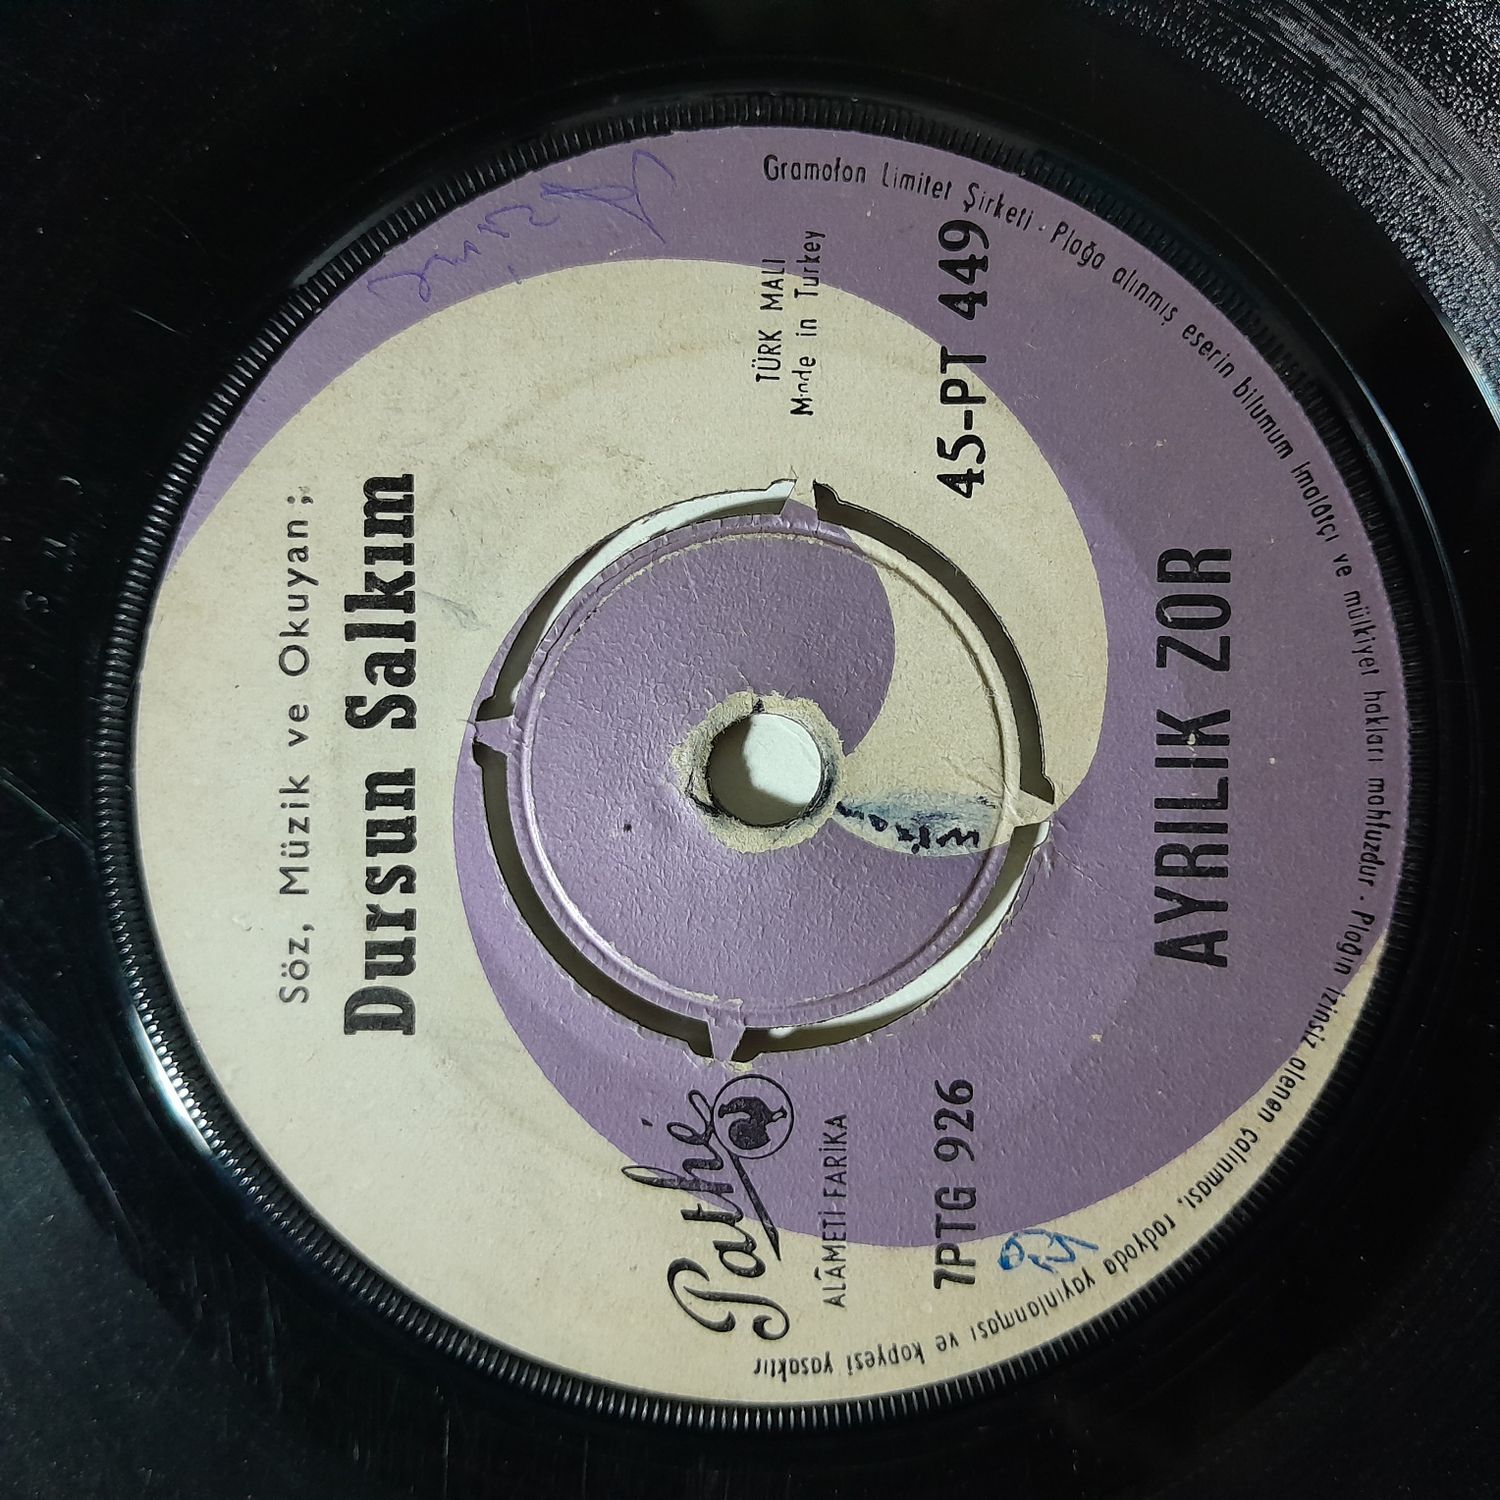 Söz, Müzik ve Okuyan;
Dursun Salkım
Pathé
ALÂMETİ FARİKA
TÜRK MALI
Made in Turkey
7PTG 926
45-PT 449
AYRILIK ZOR
Gramofon Limitet Şirketi · Plağa alınmış eserin bilumum imalâtçı ve mülkiyet hakları mahfuzdur · Plağın izinsiz olenen çalınması, radyoda yayınlanması ve kopyesi yasaktır